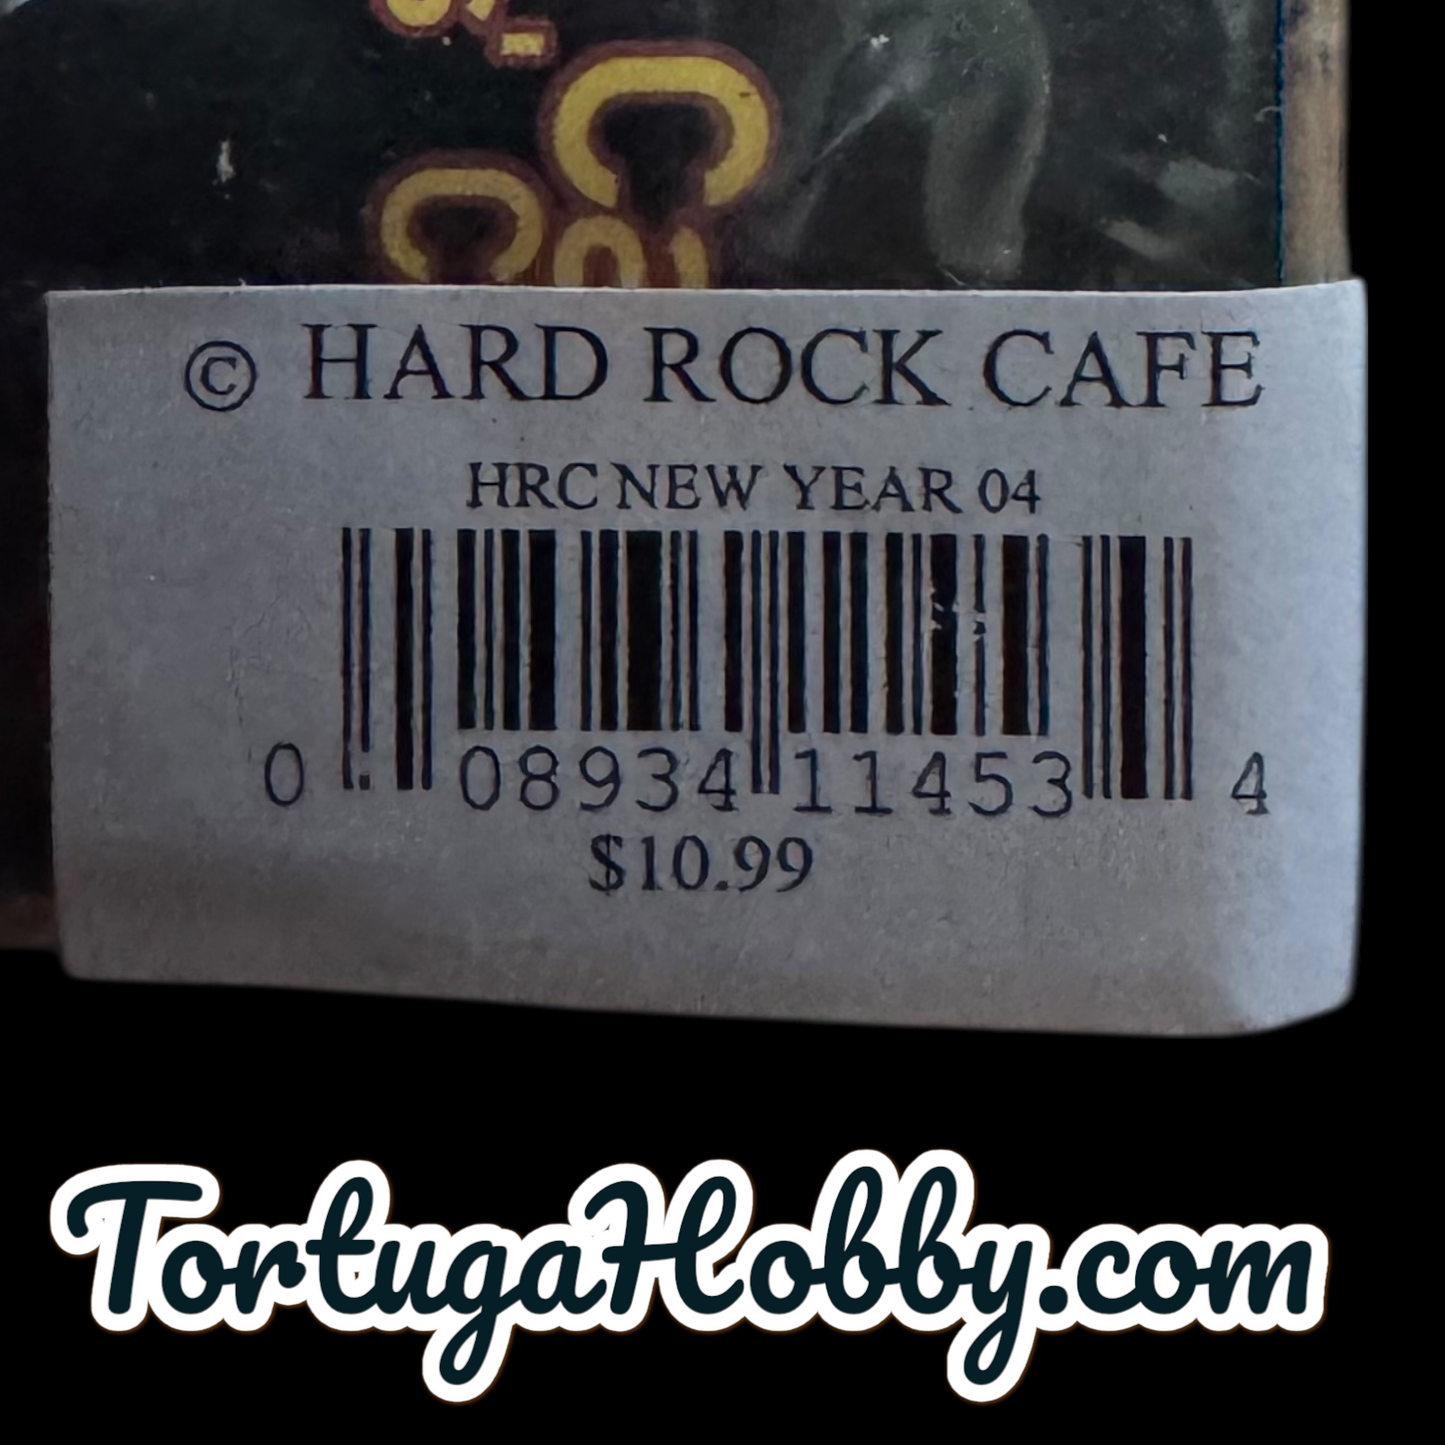 © HARD ROCK CAFE
HRC NEW YEAR 04
0 08934 11453 4
$10.99
TortugaHobby.com